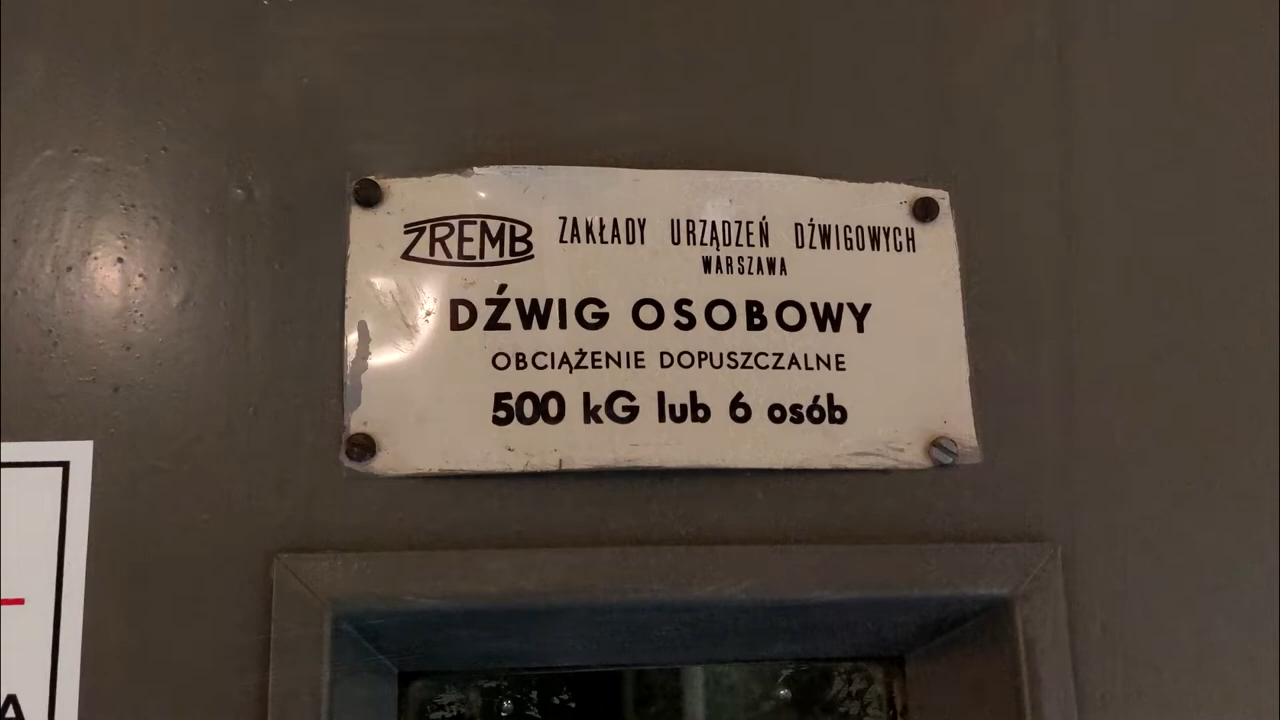 ZREMB ZAKŁADY URZĄDZEŃ DŹWIGOWYCH
WARSZAWA
DŹWIG OSOBOWY
OBCIĄŻENIE DOPUSZCZALNE
500 kG lub 6 osób
A